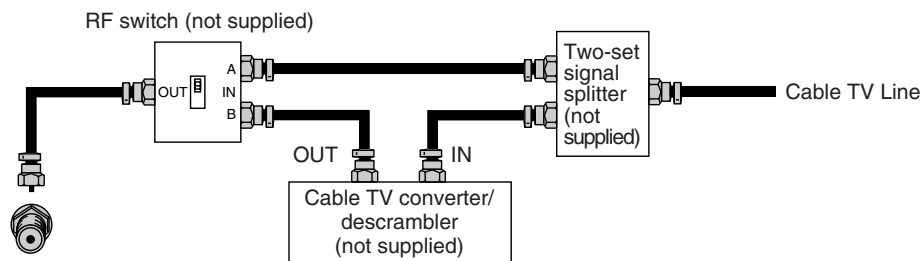 RF switch (not supplied)
A
OUT
IN
B
Two-set
signal
splitter
(not
supplied)
Cable TV Line
OUT
IN
Cable TV converter/
descrambler
(not supplied)